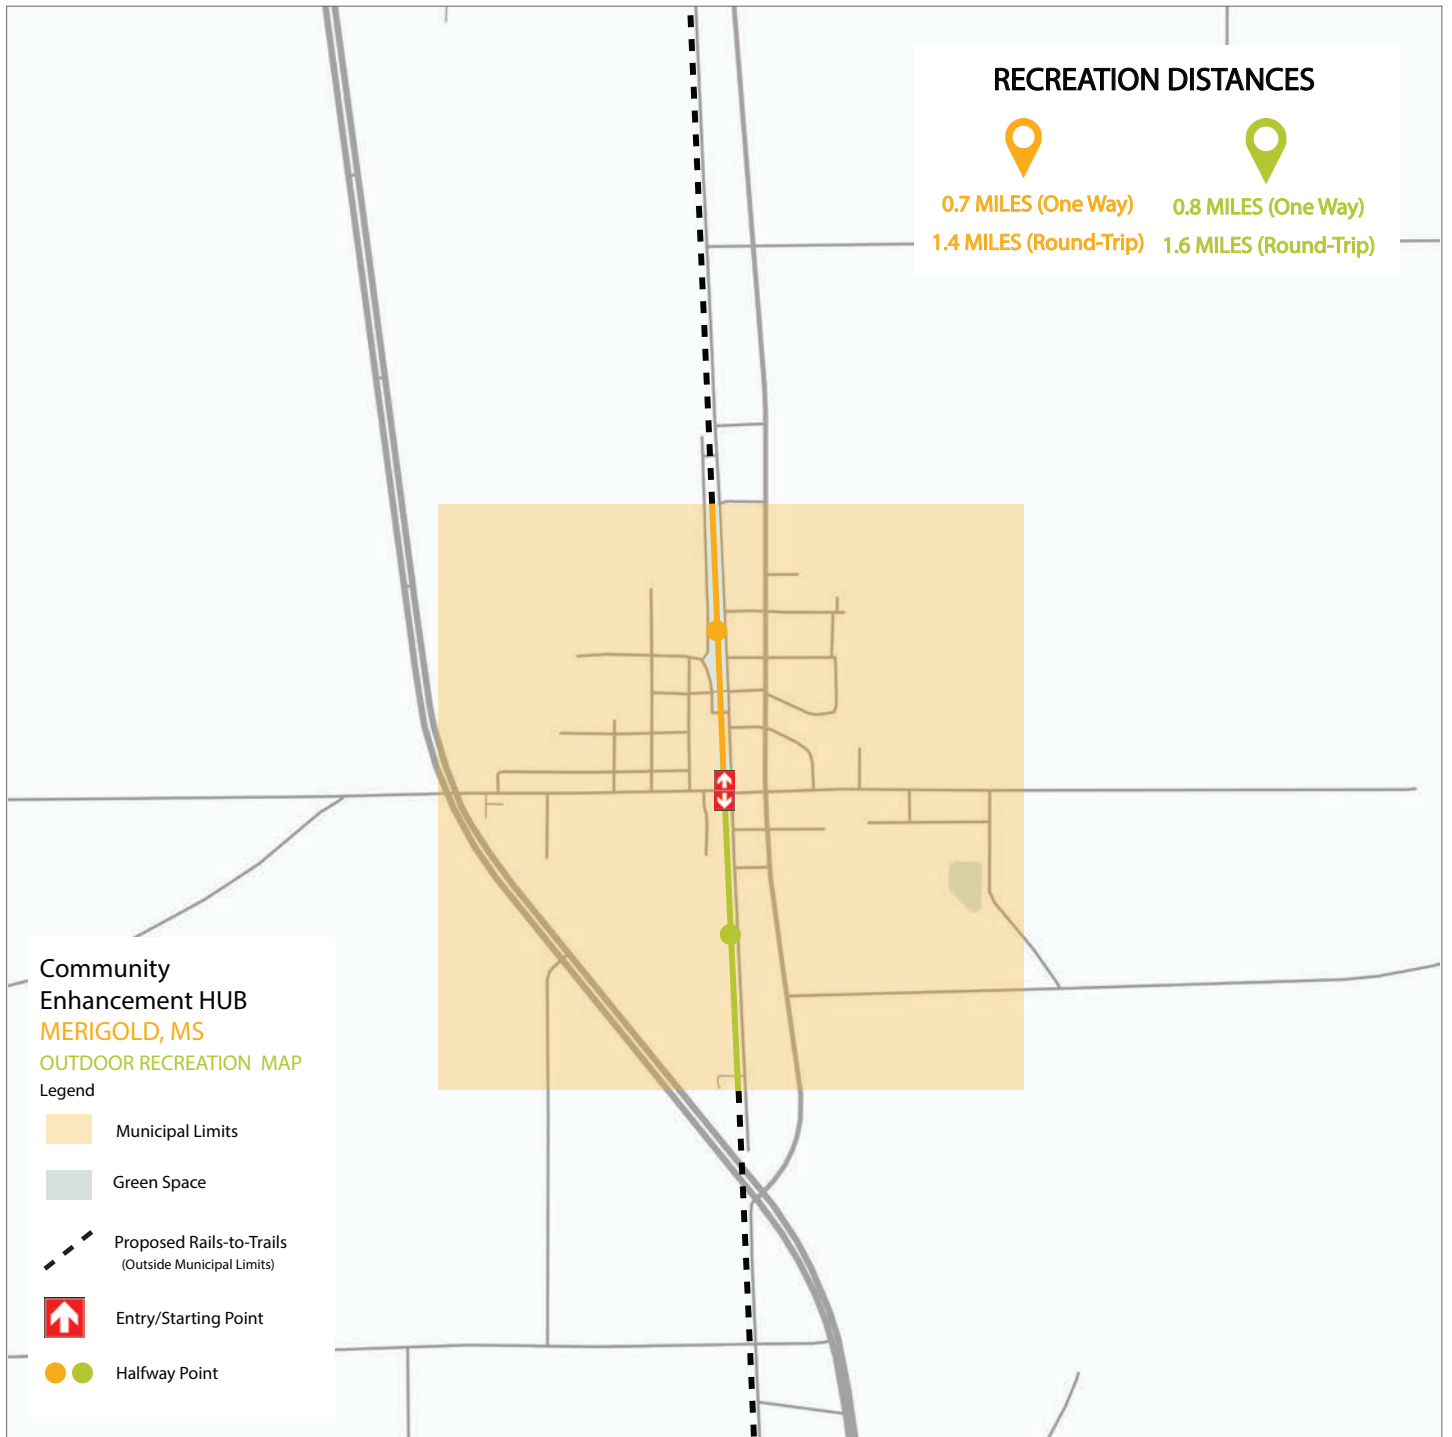 RECREATION DISTANCES
0.7 MILES (One Way)
1.4 MILES (Round-Trip)
0.8 MILES (One Way)
1.6 MILES (Round-Trip)
Community
Enhancement HUB
MERIGOLD, MS
OUTDOOR RECREATION MAP
Legend
Municipal Limits
Green Space
Proposed Rails-to-Trails
(Outside Municipal Limits)
Entry/Starting Point
Halfway Point